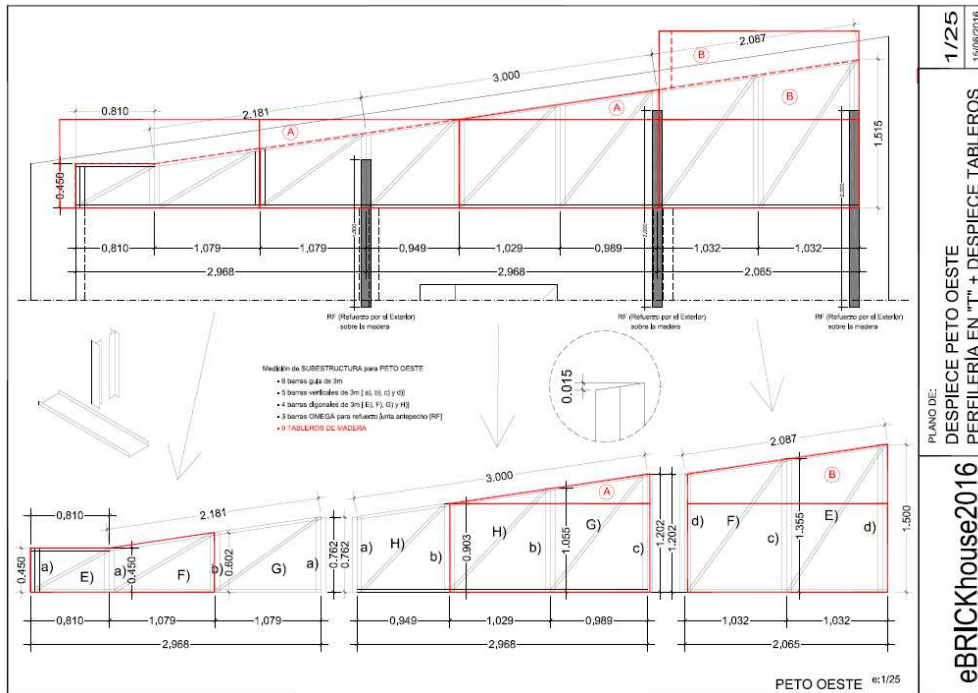 2.087
B
3.000
0.810
2.181
A
A
B
1.515
0.450
0,810
1,079
1,079
0,949
1,029
0,989
1,032
1,032
2,968
2,968
2,065
RF (Refuerzo por el Exterior)
sobre la madera
RF (Refuerzo por el Exterior)
sobre la madera
RF (Refuerzo por el Exterior)
sobre la madera
Medición de SUBESTRUCTURA para PETO OESTE
• 6 barras guía de 3m
• 5 barras verticales de 3m [ a), b), c) y d)]
• 4 barras digonales de 3m [ E), F), G) y H)]
• 3 barras OMEGA para refuerzo junta antepecho [RF]
• 9 TABLEROS DE MADERA
0.015
0,810
2.181
0.450
a)
E)
a)
0.450
F)
b)
0.602
G)
a)
0.762
0,810
1,079
1,079
2,968
3.000
0.762
a)
H)
b)
0.903
H)
b)
1.055
G)
A
c)
1.202
0,949
1,029
0,989
2,968
2.087
1.202
d)
F)
c)
1.355
E)
B
d)
1.500
1,032
1,032
2,065
PETO OESTE e:1/25
1/25
15/06/2016
PLANO DE:
DESPIECE PETO OESTE
PERFILERÍA EN "T" + DESPIECE TABLEROS
eBRICKhouse2016